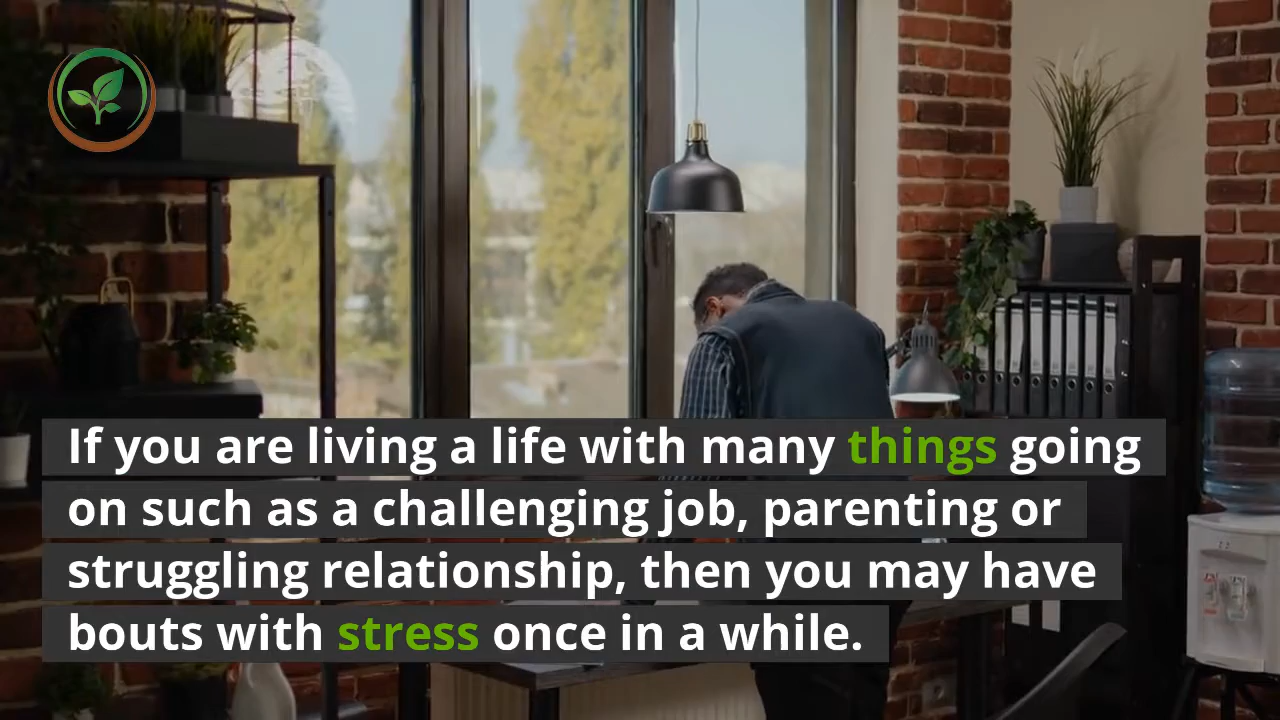 If you are living a life with many things going
on such as a challenging job, parenting or
struggling relationship, then you may have
bouts with stress once in a while.